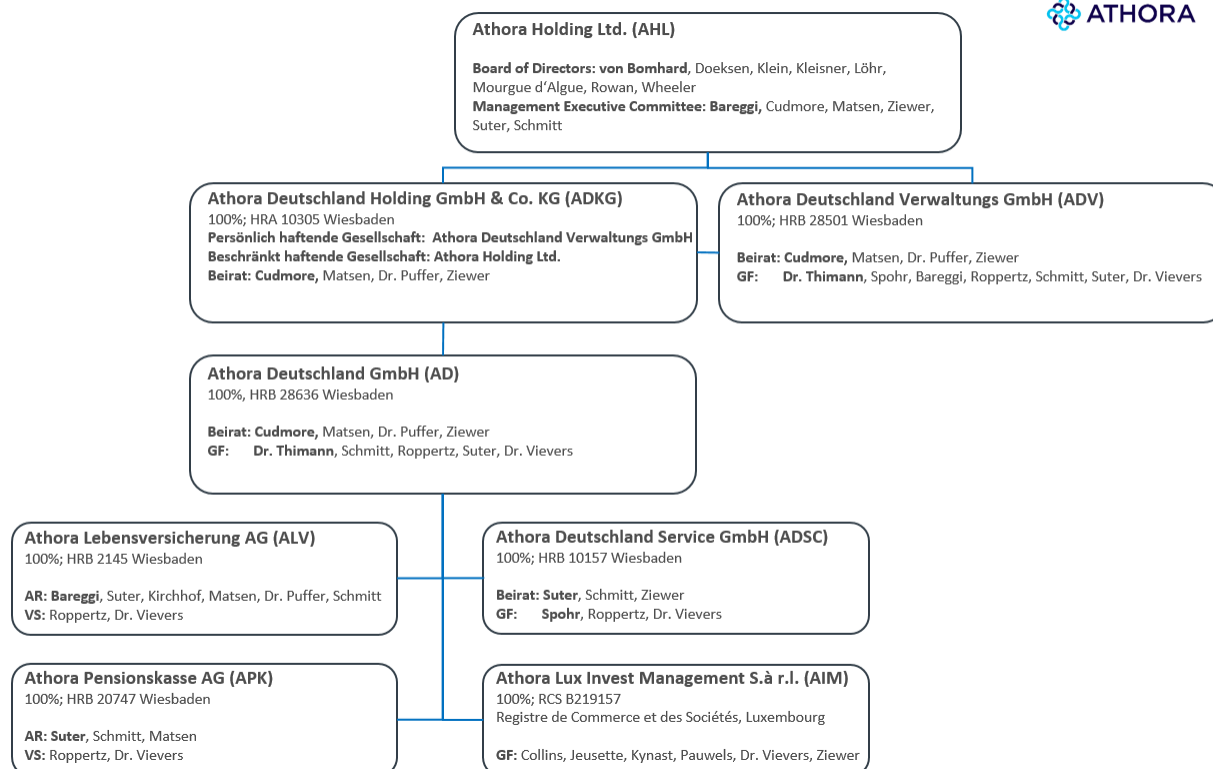 ATHORA
Athora Holding Ltd. (AHL)
Board of Directors: von Bomhard, Doeksen, Klein, Kleisner, Löhr,
Mourgue d‘Algue, Rowan, Wheeler
Management Executive Committee: Bareggi, Cudmore, Matsen, Ziewer,
Suter, Schmitt
Athora Deutschland Holding GmbH & Co. KG (ADKG)
100%; HRA 10305 Wiesbaden
Persönlich haftende Gesellschaft: Athora Deutschland Verwaltungs GmbH
Beschränkt haftende Gesellschaft: Athora Holding Ltd.
Beirat: Cudmore, Matsen, Dr. Puffer, Ziewer
Athora Deutschland Verwaltungs GmbH (ADV)
100%; HRB 28501 Wiesbaden
Beirat: Cudmore, Matsen, Dr. Puffer, Ziewer
GF: Dr. Thimann, Spohr, Bareggi, Roppertz, Schmitt, Suter, Dr. Vievers
Athora Deutschland GmbH (AD)
100%, HRB 28636 Wiesbaden
Beirat: Cudmore, Matsen, Dr. Puffer, Ziewer
GF: Dr. Thimann, Schmitt, Roppertz, Suter, Dr. Vievers
Athora Lebensversicherung AG (ALV)
100%; HRB 2145 Wiesbaden
AR: Bareggi, Suter, Kirchhof, Matsen, Dr. Puffer, Schmitt
VS: Roppertz, Dr. Vievers
Athora Deutschland Service GmbH (ADSC)
100%; HRB 10157 Wiesbaden
Beirat: Suter, Schmitt, Ziewer
GF: Spohr, Roppertz, Dr. Vievers
Athora Pensionskasse AG (APK)
100%; HRB 20747 Wiesbaden
AR: Suter, Schmitt, Matsen
VS: Roppertz, Dr. Vievers
Athora Lux Invest Management S.à r.l. (AIM)
100%; RCS B219157
Registre de Commerce et des Sociétés, Luxembourg
GF: Collins, Jeusette, Kynast, Pauwels, Dr. Vievers, Ziewer